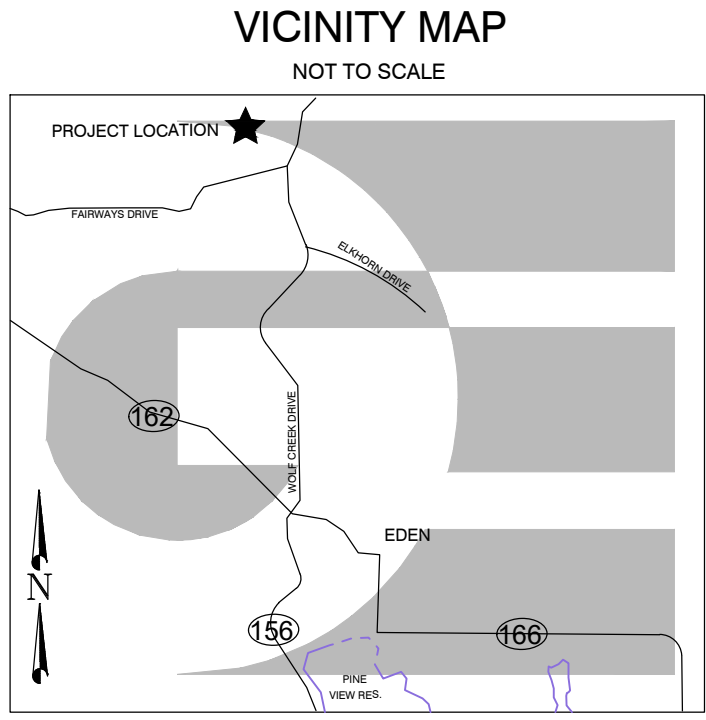 VICINITY MAP
NOT TO SCALE
PROJECT LOCATION
FAIRWAYS DRIVE
ELKHORN DRIVE
162
WOLF CREEK DRIVE
EDEN
N
156
166
PINE
VIEW RES.